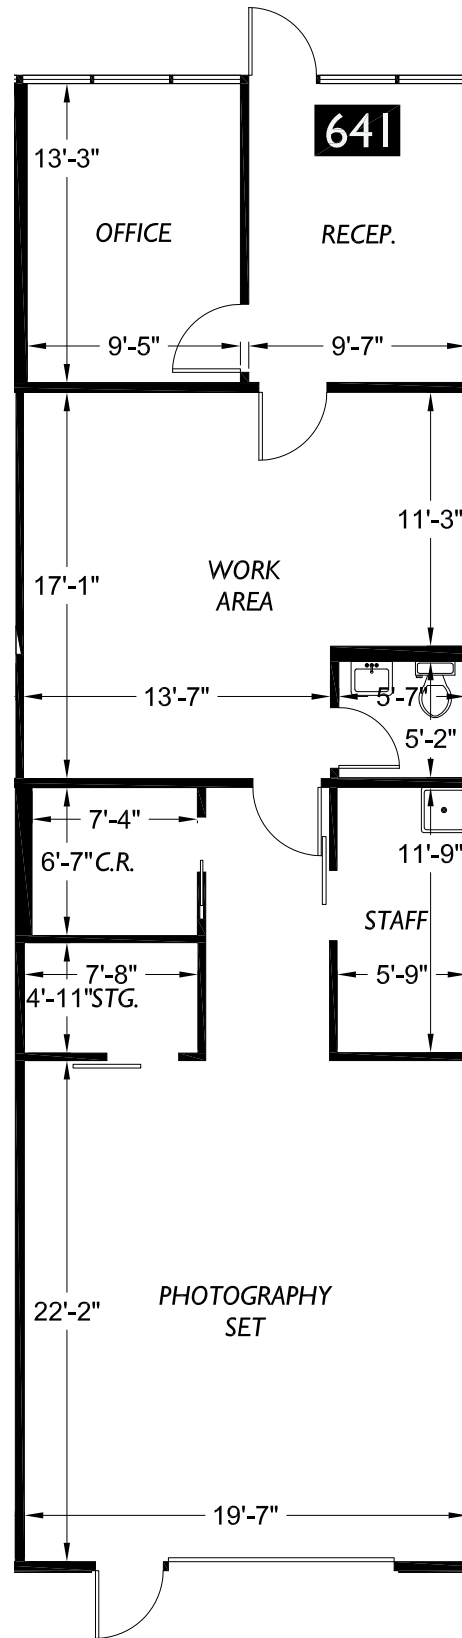 641
13'-3"
OFFICE
RECEP.
9'-5"
9'-7"
11'-3"
17'-1"
WORK
AREA
13'-7"
5'-7"
5'-2"
7'-4"
6'-7" C.R.
11'-9"
STAFF
7'-8"
5'-9"
4'-11" STG.
22'-2"
PHOTOGRAPHY
SET
19'-7"